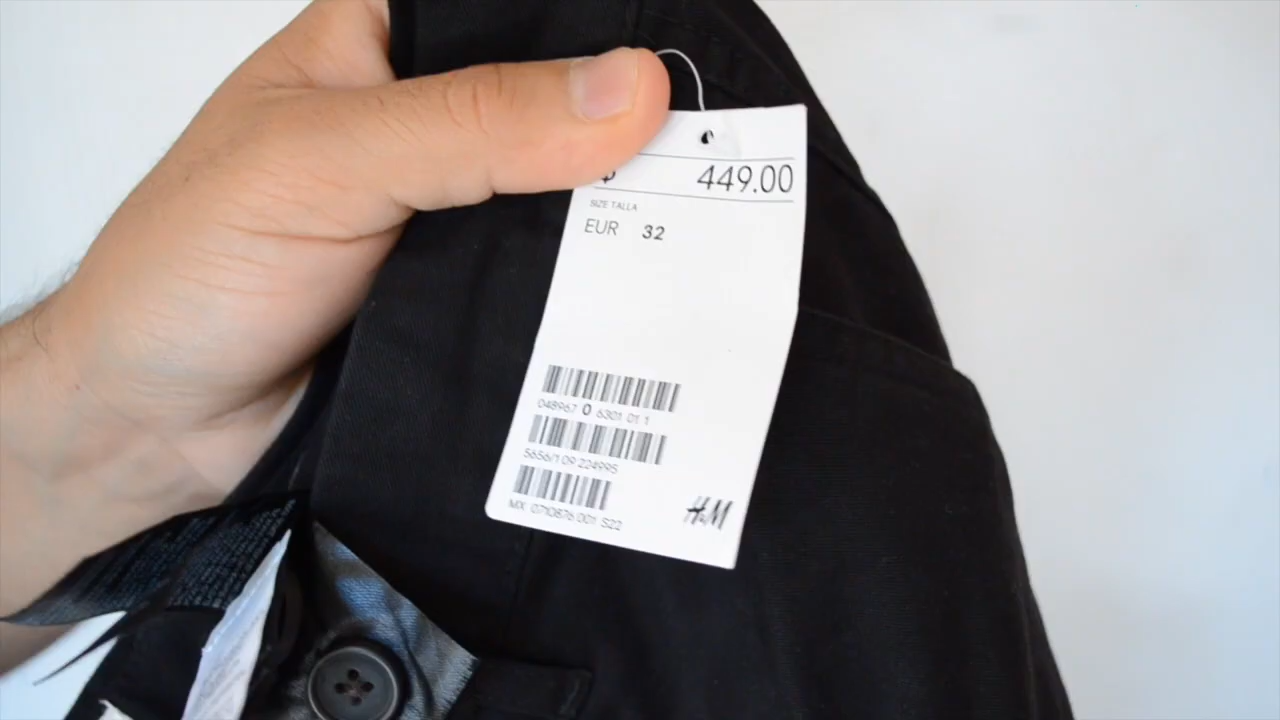 $ 449.00
SIZE TALLA
EUR 32
048967 0 6301 01 1
5656/1 09 224995
MX 0710876/001 S22
H&M